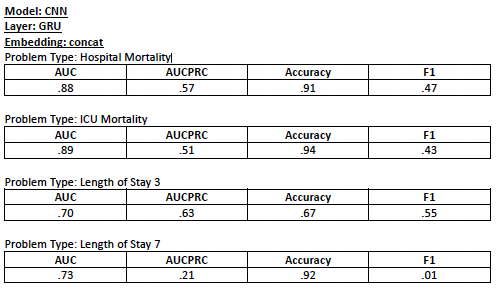 Model: CNN
Layer: GRU
Embedding: concat
Problem Type: Hospital Mortality
AUC AUCPRC Accuracy F1
.88 .57 .91 .47
Problem Type: ICU Mortality
AUC AUCPRC Accuracy F1
.89 .51 .94 .43
Problem Type: Length of Stay 3
AUC AUCPRC Accuracy F1
.70 .63 .67 .55
Problem Type: Length of Stay 7
AUC AUCPRC Accuracy F1
.73 .21 .92 .01